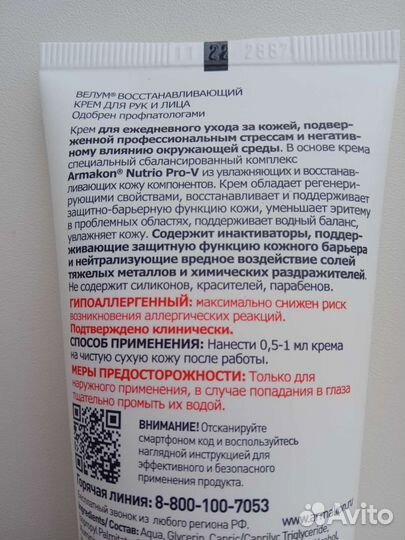 11 22 2667
ВЕЛУМ® ВОССТАНАВЛИВАЮЩИЙ
КРЕМ ДЛЯ РУК И ЛИЦА
Одобрен профпатологами
Крем для ежедневного ухода за кожей, подвер-
женной профессиональным стрессам и негатив-
ному влиянию окружающей среды. В основе крема
специальный сбалансированный комплекс
Armakon® Nutrio Pro-V из увлажняющих и восстанав-
ливающих кожу компонентов. Крем обладает регенери-
рующими свойствами, восстанавливает и поддерживает
защитно-барьерную функцию кожи, уменьшает эритему
в проблемных областях, поддерживает водный баланс,
увлажняет кожу. Содержит инактиваторы, поддер-
живающие защитную функцию кожного барьера
и нейтрализующие вредное воздействие солей
тяжелых металлов и химических раздражителей.
Не содержит силиконов, красителей, парабенов.
ГИПОАЛЛЕРГЕННЫЙ: максимально снижен риск
возникновения аллергических реакций.
Подтверждено клинически.
СПОСОБ ПРИМЕНЕНИЯ: Нанести 0,5-1 мл крема
на чистую сухую кожу после работы.
МЕРЫ ПРЕДОСТОРОЖНОСТИ: Только для
наружного применения, в случае попадания в глаза
тщательно промыть их водой.
ВНИМАНИЕ! Отсканируйте
смартфоном код и воспользуйтесь
наглядной инструкцией для
эффективного и безопасного
применения продукта.
Горячая линия: 8-800-100-7053
Бесплатный звонок из любого региона РФ.
www.armakon.ru
Ingredients/Состав: Aqua, Glycerin, Capric/Caprylic Triglyceride,
Avito